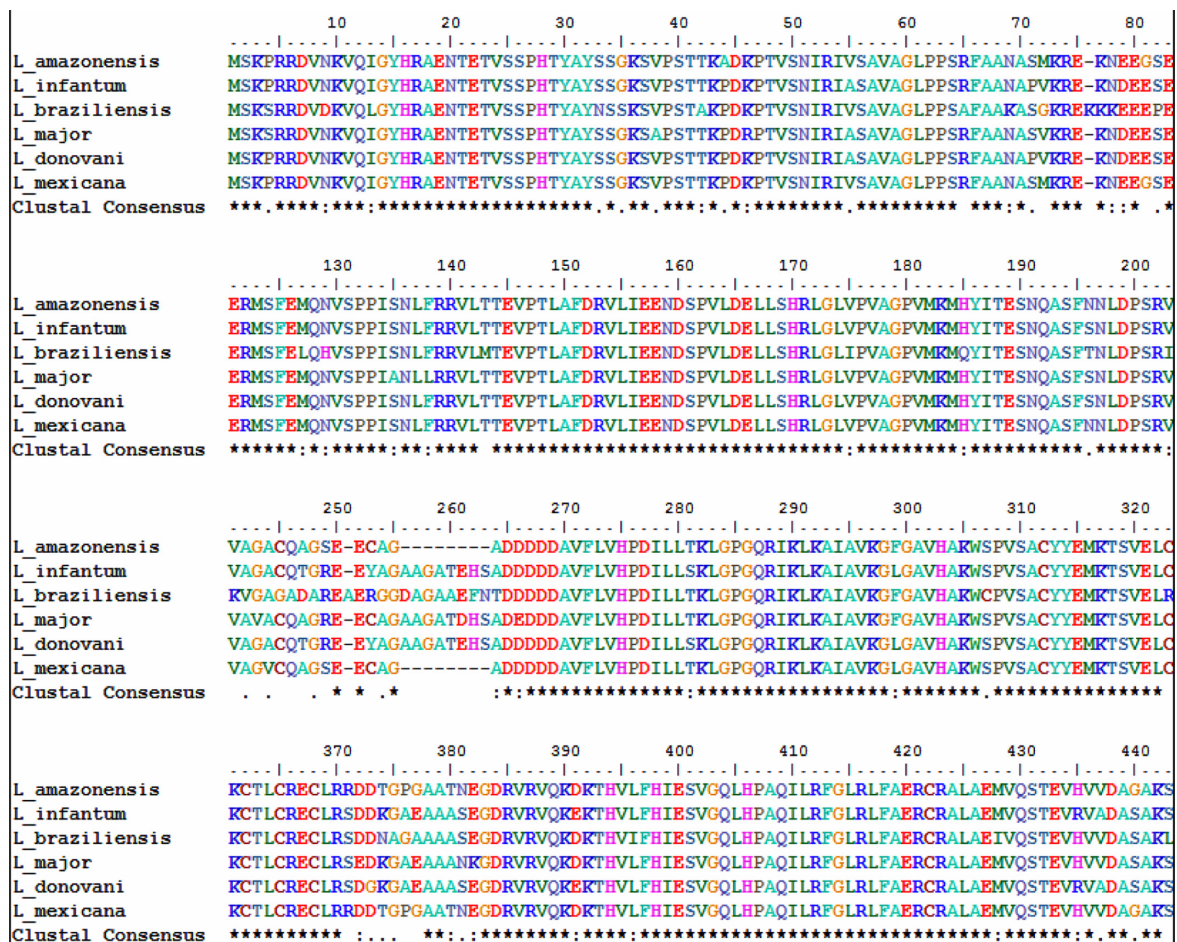 10 20 30 40 50 60 70 80
....|....|....|....|....|....|....|....|....|....|....|....|....|....|....|....|...
L_amazonensis MSKPRRDVNKVQIGYHRAENTETVSSPHTYAYSSGKSVPSTTKADKPTVSNIRIVSAVAGLPPSRFAANASMKRE-KNEEGSE
L_infantum MSKPRRDVNKVQIGYHRAENTETVSSPHTYAYSSGKSVPSTTKPDKPTVSNIRIASAVAGLPPSRFAANAPVKRE-KNDEESE
L_braziliensis MSKSRRDVDKVQLGYHRAENTETVSSPHTYAYNSSKSVPSTAKPDKPTVSNIRIASAVAGLPPSAFAAKASGKREKKKEEEPE
L_major MSKSRRDVNKVQIGYHRAENTETVSSPHTYAYSSGKSAPSTTKPDRPTVSNIRIASAVAGLPPSRFAANAPVKRE-KNDEESE
L_donovani MSKPRRDVNKVQIGYHRAENTETVSSPHTYAYSSGKSVPSTTKPDKPTVSNIRIASAVAGLPPSRFAANAPVKRE-KNDEESE
L_mexicana MSKPRRDVNKVQIGYHRAENTETVSSPHTYAYSSGKSVPSTTKPDKPTVSNIRIVSAVAGLPPSRFAANASMKRE-KNEEGSE
Clustal Consensus ***.****:***:*******************.*.**.***:*.*:********.********* ***:*. *** *::* .*
130 140 150 160 170 180 190 200
....|....|....|....|....|....|....|....|....|....|....|....|....|....|....|....|...
L_amazonensis ERMSFEMQNVSPPISNLFRRVLTTEVPTLAFDRVLIEENDSPVLDELLSHRLGLVPVAGPVMKMHYITESNQASFNNLDPSRV
L_infantum ERMSFEMQNVSPPISNLFRRVLTTEVPTLAFDRVLIEENDSPVLDELLSHRLGLVPVAGPVMKMHYITESNQASFSNLDPSRV
L_braziliensis ERMSFELQHVSPPISNLFRRVLMTEVPTLAFDRVLIEENDSPVLDELLSHRLGLIPVAGPVMKMQYITESNQASFTNLDPSRI
L_major ERMSFEMQNVSPPIANLLRRVLTTEVPTLAFDRVLIEENDSPVLDELLSHRLGLVPVAGPVMKMHYITESNQASFSNLDPSRV
L_donovani ERMSFEMQNVSPPISNLFRRVLTTEVPTLAFDRVLIEENDSPVLDELLSHRLGLVPVAGPVMKMHYITESNQASFSNLDPSRV
L_mexicana ERMSFEMQNVSPPISNLFRRVLTTEVPTLAFDRVLIEENDSPVLDELLSHRLGLVPVAGPVMKMHYITESNQASFNNLDPSRV
Clustal Consensus ******:*:*****:**:**** *******************************:*********:**********.******:
250 260 270 280 290 300 310 320
....|....|....|....|....|....|....|....|....|....|....|....|....|....|....|....|...
L_amazonensis VAGACQAGSE-ECAG--------ADDDDDAVFLVHPDILLTKLGPGQRIKLKAIAVKGFGAVHAKWSPVSACYYEMKTSVELC
L_infantum VAGACQTGRE-EYAGAAGATEHSADDDDDAVFLVHPDILLSKLGPGQRIKLKAIAVKGLGAVHAKWSPVSACYYEMKTSVELC
L_braziliensis KVGAGADAREAERGGDAGAAEFNTDDDDDAVFLVHPDILLTKLGPGQRIKLKAIAVKGFGAVHAKWCPVSACYYEMKTSVELR
L_major VAVACQAGRE-ECAGAAGATDHSADEDDDAVFLVHPDILLTKLGPGQRIKLKAIAVKGFGAVHAKWSPVSACYYEMKTSVELC
L_donovani VAGACQTGRE-EYAGAAGATEHSADDDDDAVFLVHPDILLSKLGPGQRIKLKAIAVKGLGAVHAKWSPVSACYYEMKTSVELC
L_mexicana VAGVCQAGSE-ECAG--------ADDDDDAVFLVHPDILLTKLGPGQRIKLKAIAVKGLGAVHAKWSPVSACYYEMKTSVELC
Clustal Consensus . . . * * .* :*:**************:*****************:*******.***************
370 380 390 400 410 420 430 440
....|....|....|....|....|....|....|....|....|....|....|....|....|....|....|....|...
L_amazonensis KCTLCRECLRRDDTGPGAATNEGDRVRVQKDKTHVLFHIESVGQLHPAQILRFGLRLFAERCRALAEMVQSTEVHVVDAGAKS
L_infantum KCTLCRECLRSDDKGAEAAASEGDRVRVQKEKTHVLFHIESVGQLHPAQILRFGLRLFAERCRALAEMVQSTEVRVADASAKS
L_braziliensis KCTLCRECLRSDDNAGAAAASEGDRVRVQKDKTHVIFHIESVGQLHPAQILRFGLRLFAERCRALAEIVQSTEVHVVDASAKL
L_major KCTLCRECLRSEDKGAEAAANKGDRVRVQKDKTHVLFHIESVGQLHPAQILRFGLRLFAERCRALAEMVQSTEVHVVDASAKS
L_donovani KCTLCRECLRSDGKGAEAAASEGDRVRVQKEKTHVLFHIESVGQLHPAQILRFGLRLFAERCRALAEMVQSTEVRVADASAKS
L_mexicana KCTLCRECLRRDDTGPGAATNEGDRVRVQKDKTHVLFHIESVGQLHPAQILRFGLRLFAERCRALAEMVQSTEVHVVDAGAKS
Clustal Consensus ********** :... **:.:********:****:*******************************:******:*.**.**